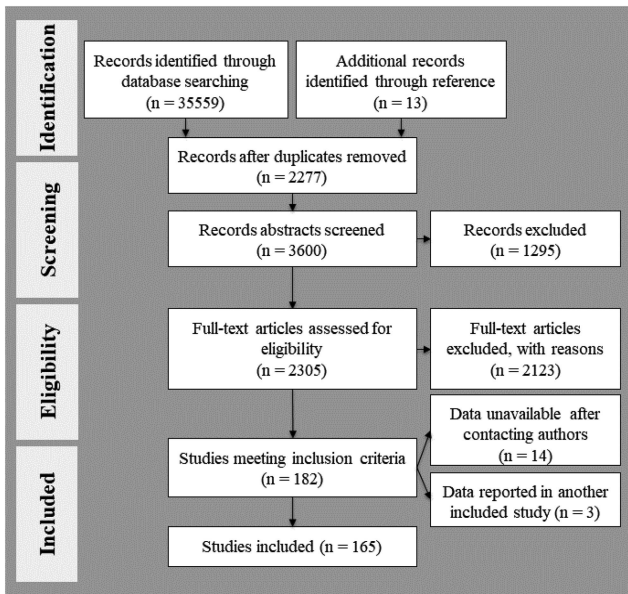 Identification
Records identified through
database searching
(n = 35559)
Additional records
identified through reference
(n = 13)
Records after duplicates removed
(n = 2277)
Screening
Records abstracts screened
(n = 3600)
Records excluded
(n = 1295)
Eligibility
Full-text articles assessed for
eligibility
(n = 2305)
Full-text articles
excluded, with reasons
(n = 2123)
Data unavailable after
contacting authors
(n = 14)
Included
Studies meeting inclusion criteria
(n = 182)
Data reported in another
included study (n = 3)
Studies included (n = 165)